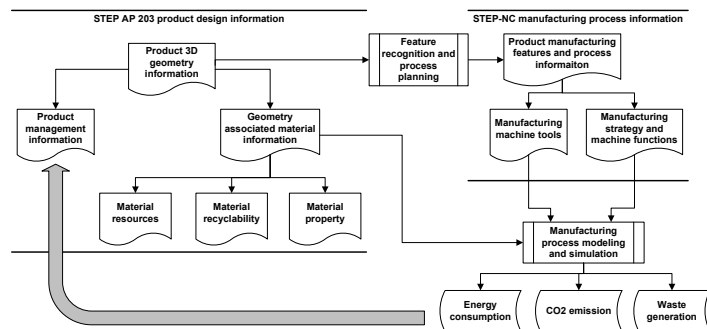 STEP AP 203 product design information
STEP-NC manufacturing process information
Product 3D
geometry
information
Feature
recognition and
process
planning
Product manufacturing
features and process
informaiton
Product
management
information
Geometry
associated material
information
Manufacturing
machine tools
Manufacturing
strategy and
machine functions
Material
resources
Material
recyclability
Material
property
Manufacturing
process modeling
and simulation
Energy
consumption
CO2 emission
Waste
generation